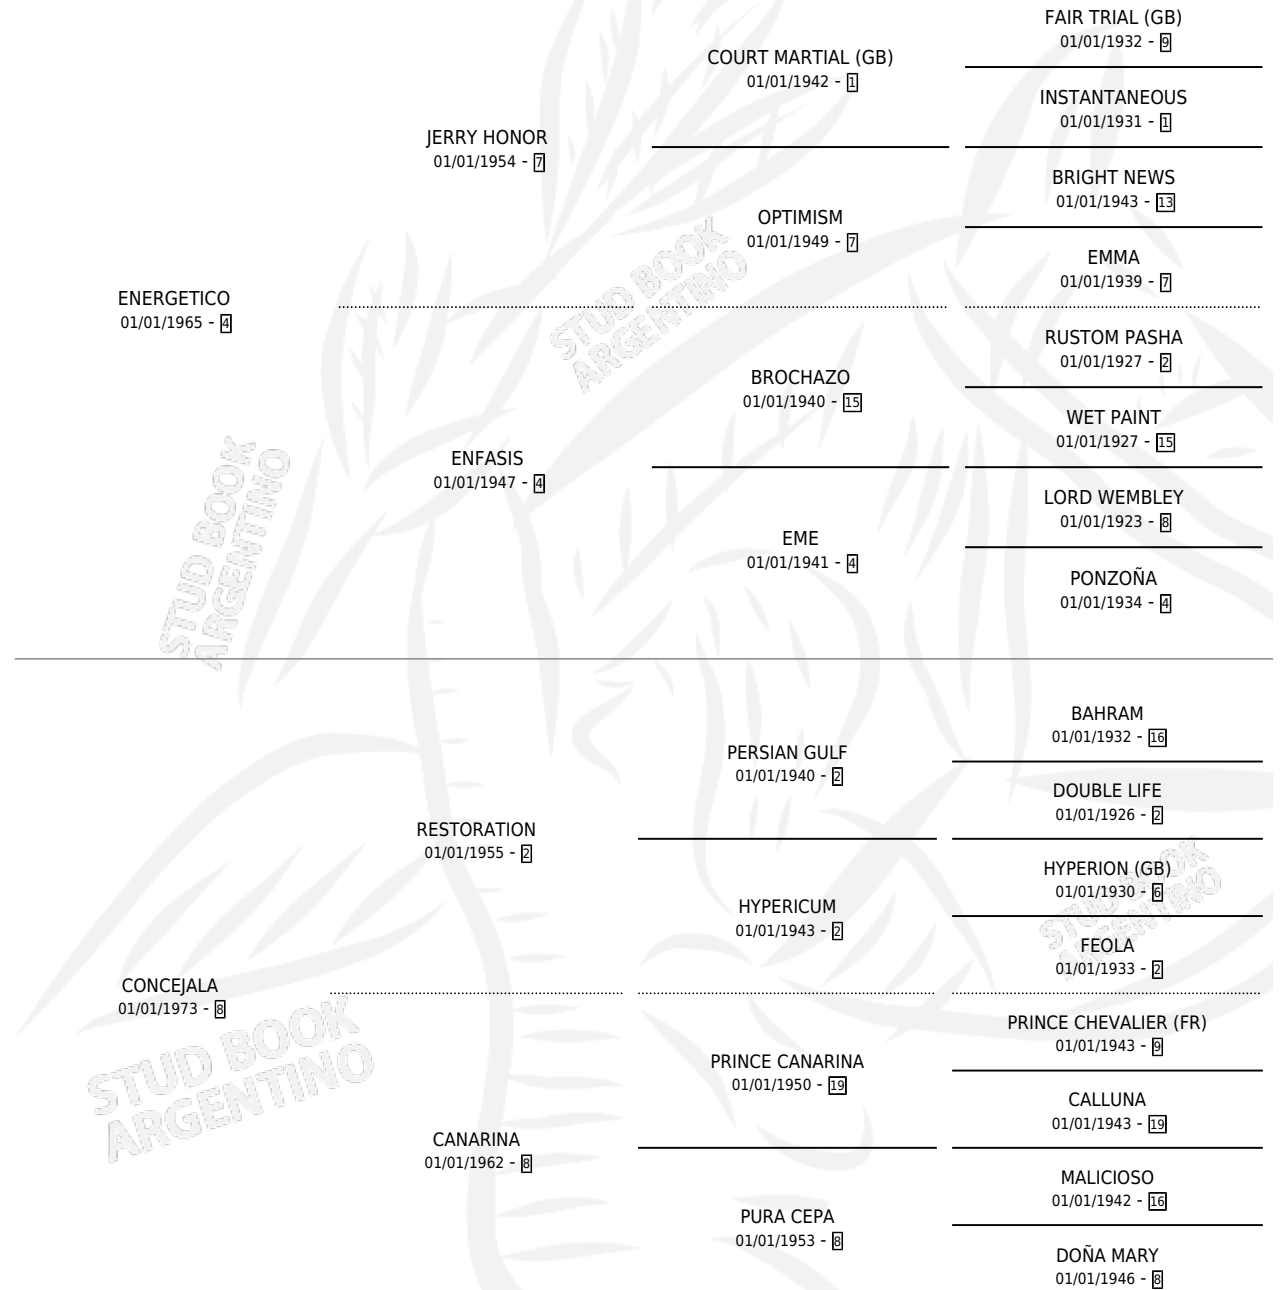 FAIR TRIAL (GB)
01/01/1932 - 9
COURT MARTIAL (GB)
01/01/1942 - 1
INSTANTANEOUS
01/01/1931 - 1
JERRY HONOR
01/01/1954 - 7
BRIGHT NEWS
01/01/1943 - 13
OPTIMISM
01/01/1949 - 7
EMMA
01/01/1939 - 7
ENERGETICO
01/01/1965 - 4
RUSTOM PASHA
01/01/1927 - 2
BROCHAZO
01/01/1940 - 15
WET PAINT
01/01/1927 - 15
ENFASIS
01/01/1947 - 4
LORD WEMBLEY
01/01/1923 - 8
EME
01/01/1941 - 4
PONZOÑA
01/01/1934 - 4
BAHRAM
01/01/1932 - 16
PERSIAN GULF
01/01/1940 - 2
DOUBLE LIFE
01/01/1926 - 2
RESTORATION
01/01/1955 - 2
HYPERION (GB)
01/01/1930 - 6
HYPERICUM
01/01/1943 - 2
FEOLA
01/01/1933 - 2
CONCEJALA
01/01/1973 - 8
PRINCE CHEVALIER (FR)
01/01/1943 - 9
PRINCE CANARINA
01/01/1950 - 19
CALLUNA
01/01/1943 - 19
CANARINA
01/01/1962 - 8
MALICIOSO
01/01/1942 - 16
PURA CEPA
01/01/1953 - 8
DOÑA MARY
01/01/1946 - 8
STUD BOOK
ARGENTINO
STUD BOOK
ARGENTINO
STUD BOOK
ARGENTINO
STUD BOOK
ARGENTINO